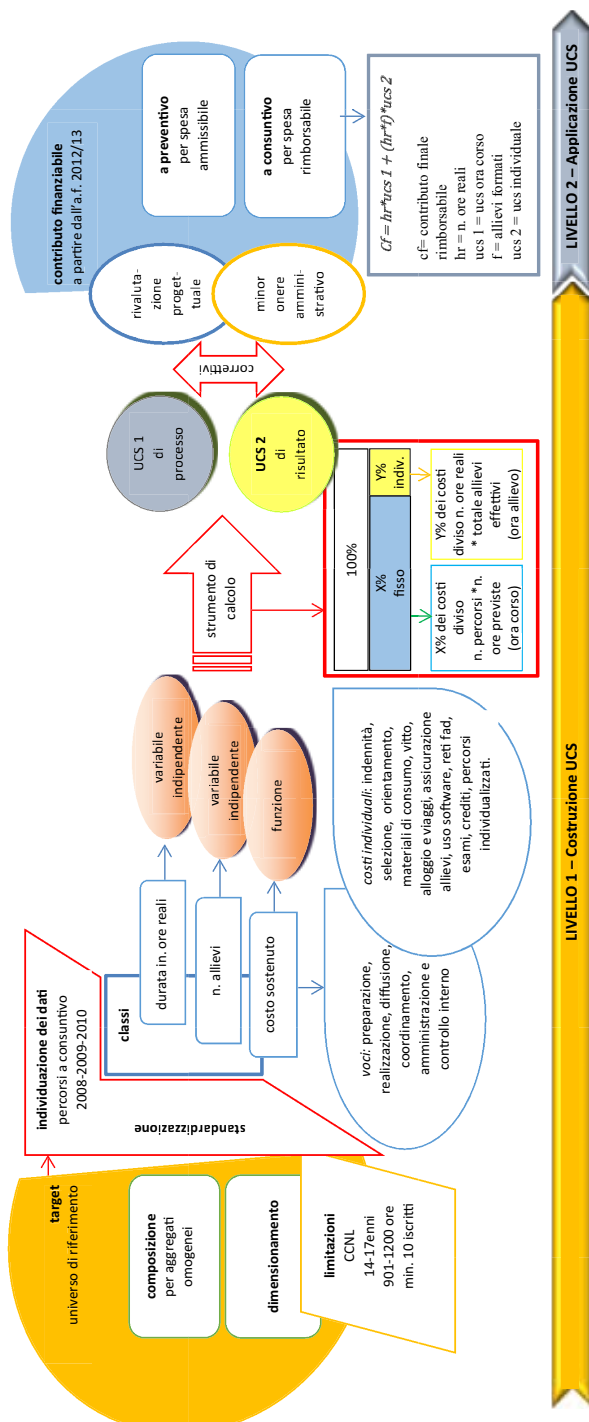 target
universo di riferimento
composizione
per aggregati
omogenei
dimensionamento
limitazioni
CCNL
14-17enni
901-1200 ore
min. 10 iscritti
individuazione dei dati
percorsi a consuntivo
2008-2009-2010
standardizzazione
classi
durata in. ore reali
n. allievi
costo sostenuto
variabile
indipendente
variabile
indipendente
funzione
voci: preparazione,
realizzazione, diffusione,
coordinamento,
amministrazione e
controllo interno
costi individuali: indennità,
selezione, orientamento,
materiali di consumo, vitto,
alloggio e viaggi, assicurazione
allievi, uso software, reti fad,
esami, crediti, percorsi
individualizzati.
strumento di
calcolo
UCS 1
di
processo
UCS 2
di
risultato
100%
X%
fisso
Y%
indiv.
X% dei costi
diviso
n. percorsi *n.
ore previste
(ora corso)
Y% dei costi
diviso n. ore reali
* totale allievi
effettivi
(ora allievo)
correttivi
rivaluta-
zione
proget-
tuale
minor
onere
ammini-
strativo
contributo finanziabile
a partire dall'a.f. 2012/13
a preventivo
per spesa
ammissibile
a consuntivo
per spesa
rimborsabile
Cf = hr*ucs 1 + (hr*f)*ucs 2
cf= contributo finale
rimborsabile
hr = n. ore reali
ucs 1 = ucs ora corso
f = allievi formati
ucs 2 = ucs individuale
LIVELLO 1 – Costruzione UCS
LIVELLO 2 – Applicazione UCS